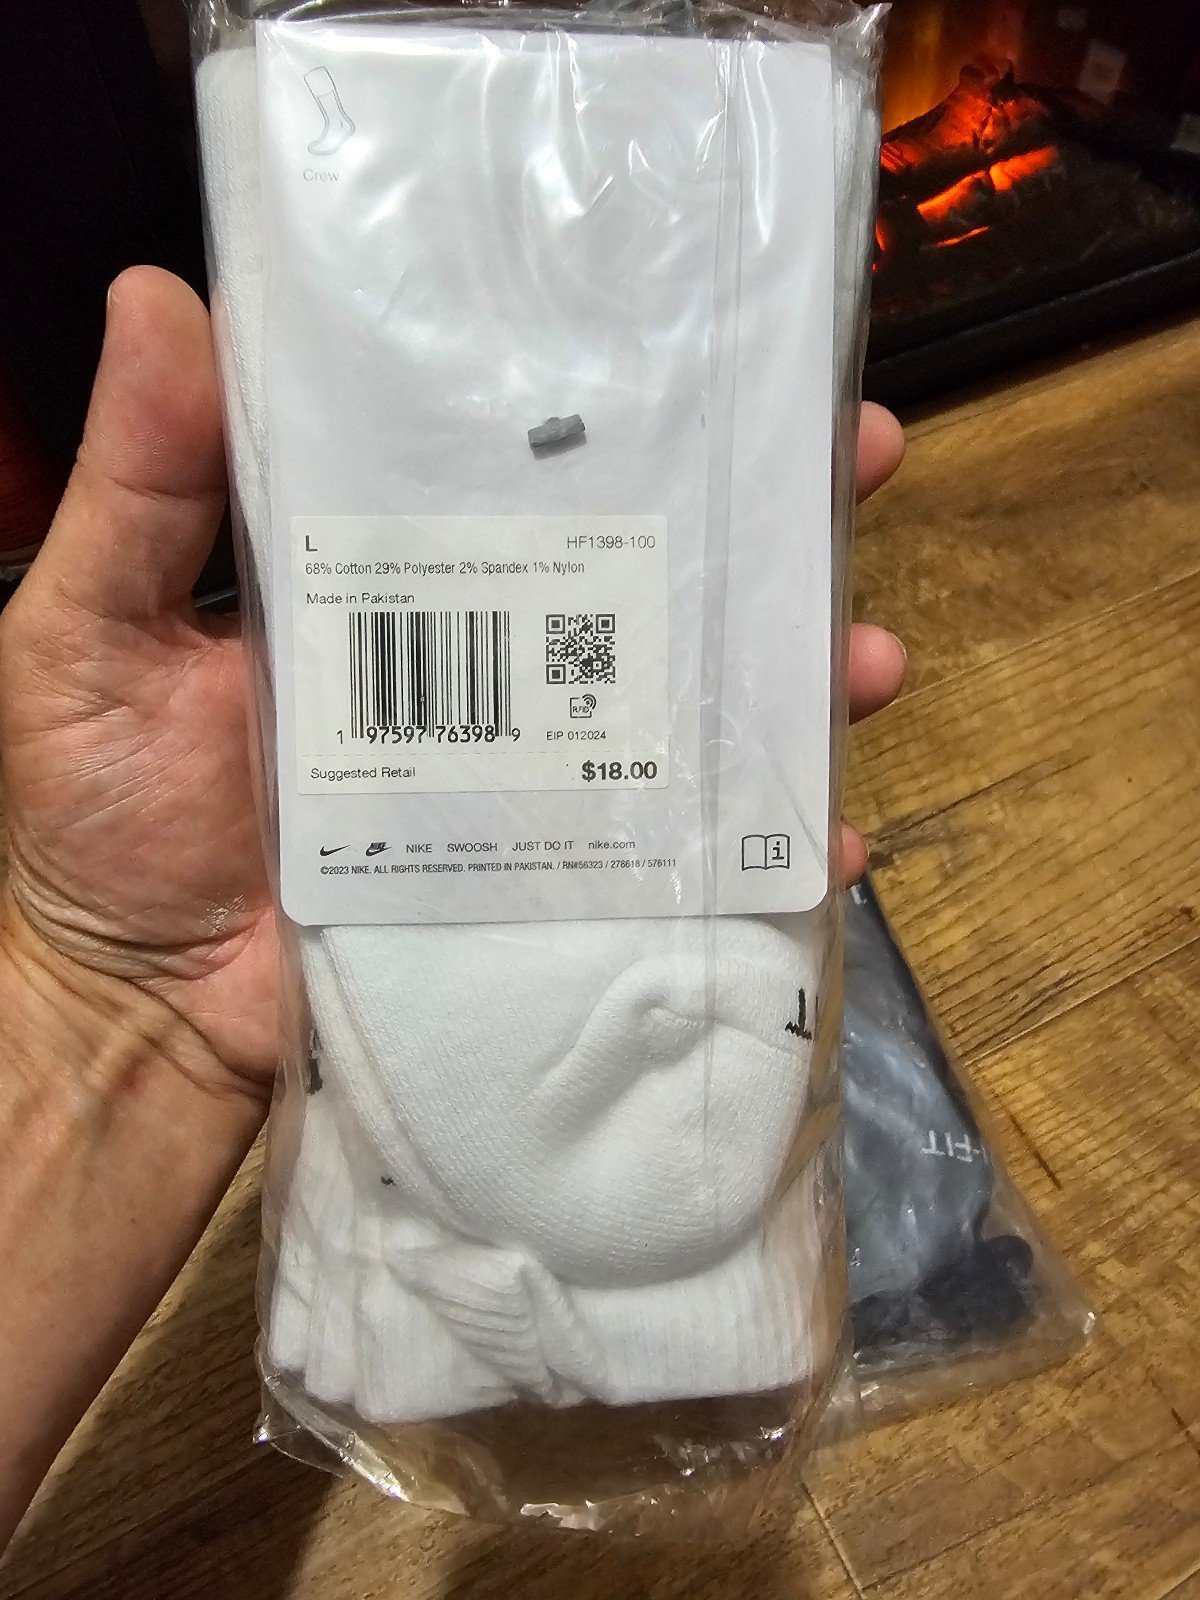 Crew
L HF1398-100
68% Cotton 29% Polyester 2% Spandex 1% Nylon
Made in Pakistan
RFID
1 97597 76398 9
EIP 012024
Suggested Retail $18.00
NIKE SWOOSH JUST DO IT nike.com
©2023 NIKE. ALL RIGHTS RESERVED. PRINTED IN PAKISTAN. / RN#56323 / 278618 / 576111
i
-FIT